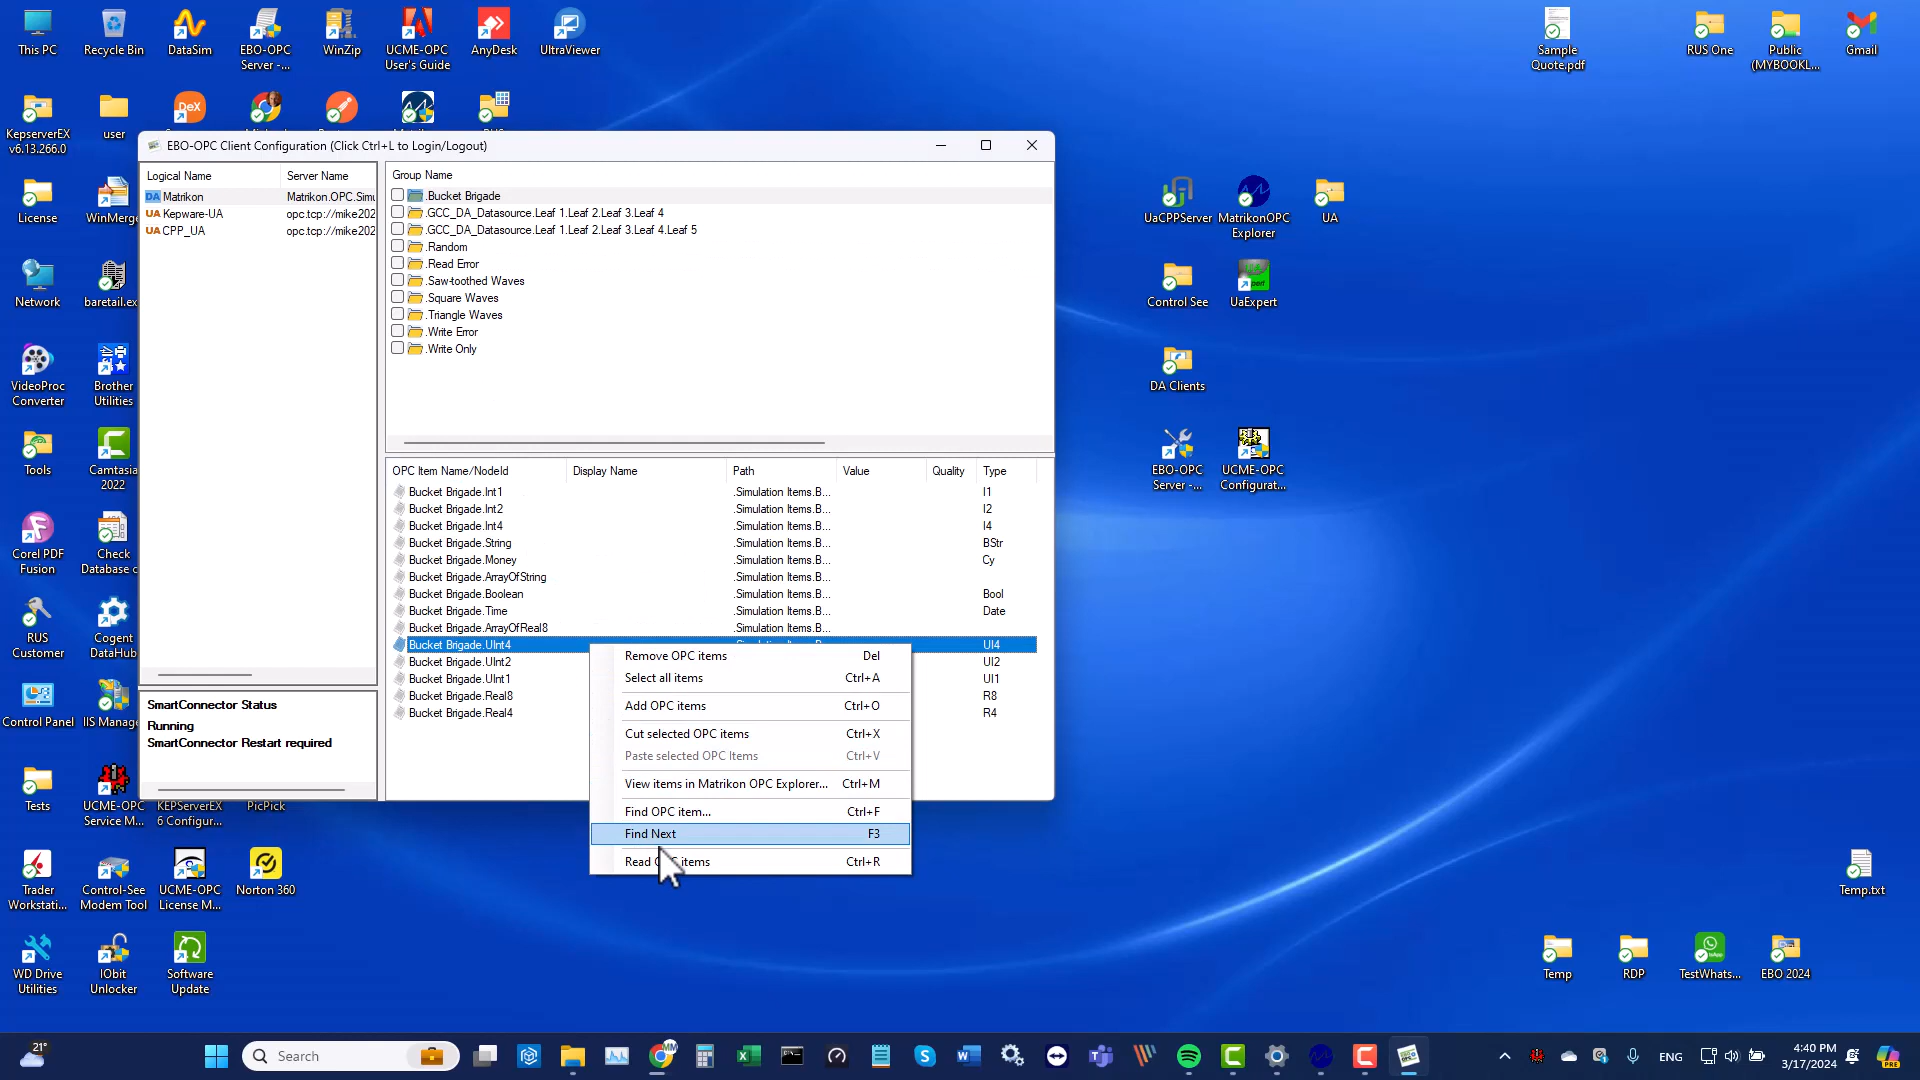 This PC
Recycle Bin
DataSim
EBO-OPC
Server -...
WinZip
UCME-OPC
User's Guide
AnyDesk
UltraViewer
Sample
Quote.pdf
RUS One
Public
(MYBOOKL...
Gmail
KepserverEX
v6.13.266.0
user
EBO-OPC Client Configuration (Click Ctrl+L to Login/Logout)
Logical Name
Server Name
DA Matrikon
Matrikon.OPC.Simu
UA Kepware-UA
opc.tcp://mike202
UA CPP_UA
opc.tcp://mike202
Group Name
.Bucket Brigade
.GCC_DA_Datasource.Leaf 1.Leaf 2.Leaf 3.Leaf 4
.GCC_DA_Datasource.Leaf 1.Leaf 2.Leaf 3.Leaf 4.Leaf 5
.Random
.Read Error
.Saw-toothed Waves
.Square Waves
.Triangle Waves
.Write Error
.Write Only
License
WinMerge
UaCPPServer
MatrikonOPC
Explorer
UA
Network
baretail.ex
Control See
UaExpert
VideoProc
Converter
Brother
Utilities
DA Clients
Tools
Camtasia
2022
EBO-OPC
Server -...
UCME-OPC
Configurat...
OPC Item Name/NodeId
Display Name
Path
Value
Quality
Type
Bucket Brigade.Int1 .Simulation Items.B... I1
Bucket Brigade.Int2 .Simulation Items.B... I2
Bucket Brigade.Int4 .Simulation Items.B... I4
Bucket Brigade.String .Simulation Items.B... BStr
Bucket Brigade.Money .Simulation Items.B... Cy
Bucket Brigade.ArrayOfString .Simulation Items.B...
Bucket Brigade.Boolean .Simulation Items.B... Bool
Bucket Brigade.Time .Simulation Items.B... Date
Bucket Brigade.ArrayOfReal8 .Simulation Items.B...
Bucket Brigade.UInt4 UI4
Bucket Brigade.UInt2 UI2
Bucket Brigade.UInt1 UI1
Bucket Brigade.Real8 R8
Bucket Brigade.Real4 R4
Remove OPC items Del
Select all items Ctrl+A
Add OPC items Ctrl+O
Cut selected OPC items Ctrl+X
Paste selected OPC Items Ctrl+V
View items in Matrikon OPC Explorer... Ctrl+M
Find OPC item... Ctrl+F
Find Next F3
Read items Ctrl+R
Corel PDF
Fusion
Check
Database c
RUS
Customer
Cogent
DataHub
Control Panel
IIS Manage
SmartConnector Status
Running
SmartConnector Restart required
Tests
UCME-OPC
Service M...
KEPServerEX
6 Configur...
PicPick
Trader
Workstati...
Control-See
Modem Tool
UCME-OPC
License M...
Norton 360
Temp.txt
WD Drive
Utilities
IObit
Unlocker
Software
Update
Temp
RDP
TestWhats...
EBO 2024
21°
Search
ENG
4:40 PM
3/17/2024